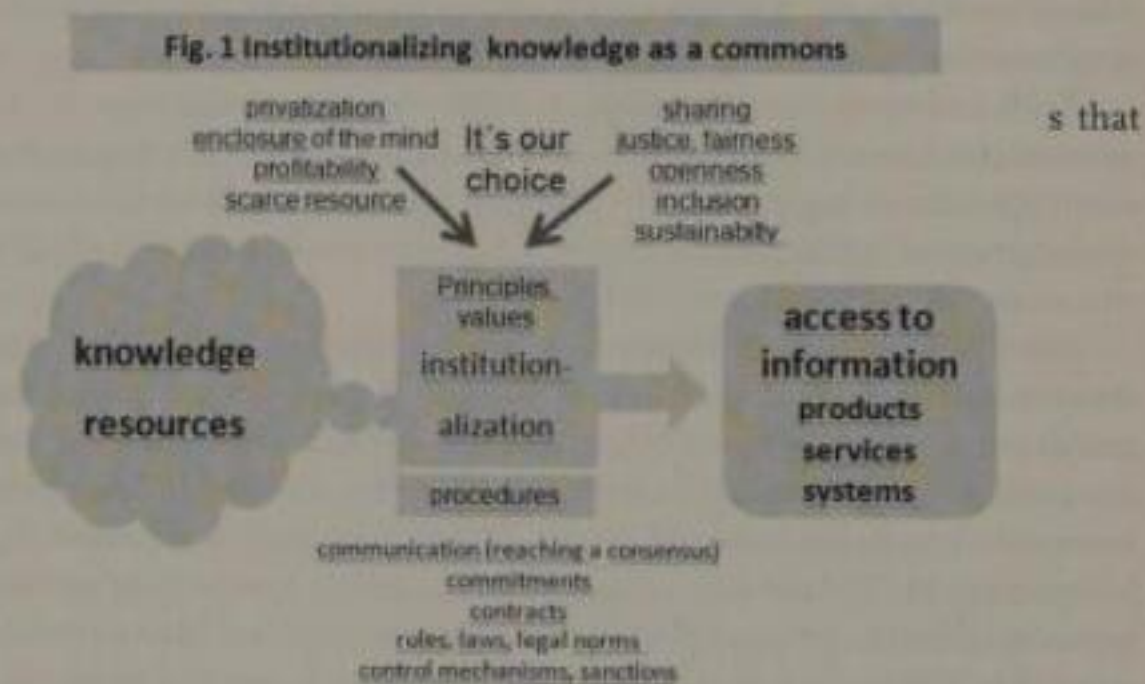 Fig. 1 Institutionalizing knowledge as a commons
privatization
enclosure of the mind
profitability
scarce resource
It's our
choice
sharing
justice, fairness
openness
inclusion
sustainabilty
s that
knowledge
resources
Principles
values
institution-
alization
procedures
access to
information
products
services
systems
communication (reaching a consensus)
commitments
contracts
rules, laws, legal norms
control mechanisms, sanctions